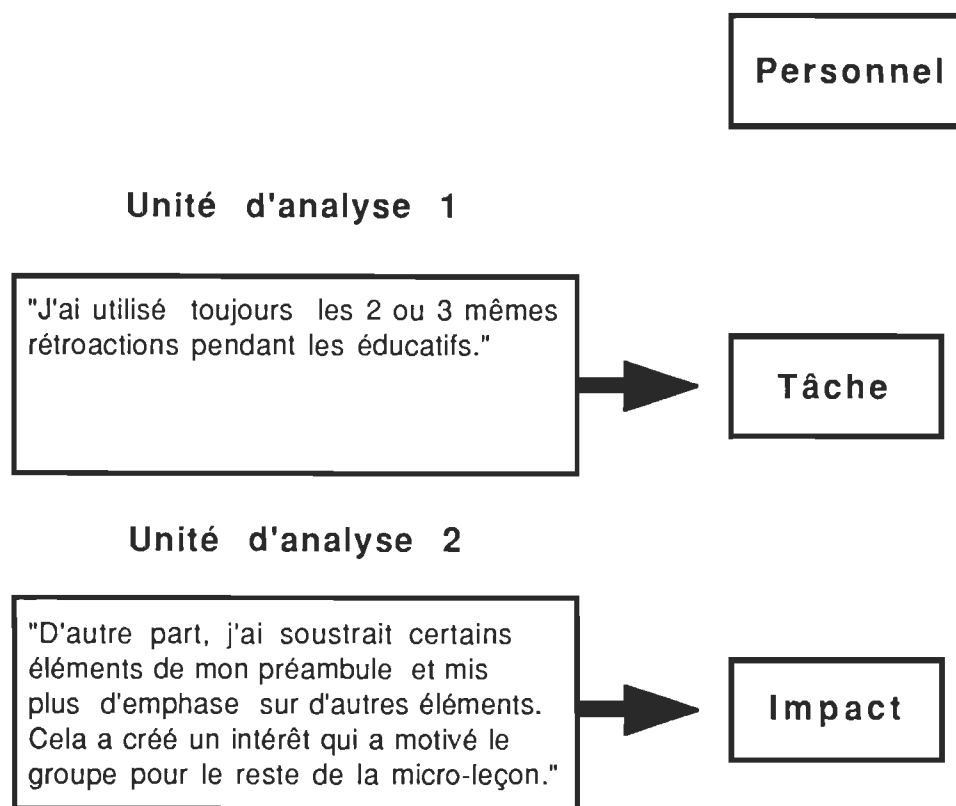 Personnel
Unité d'analyse 1
"J'ai utilisé toujours les 2 ou 3 mêmes
rétroactions pendant les éducatifs."
Tâche
Unité d'analyse 2
"D'autre part, j'ai soustrait certains
éléments de mon préambule et mis
plus d'emphase sur d'autres éléments.
Cela a créé un intérêt qui a motivé le
groupe pour le reste de la micro-leçon."
Impact